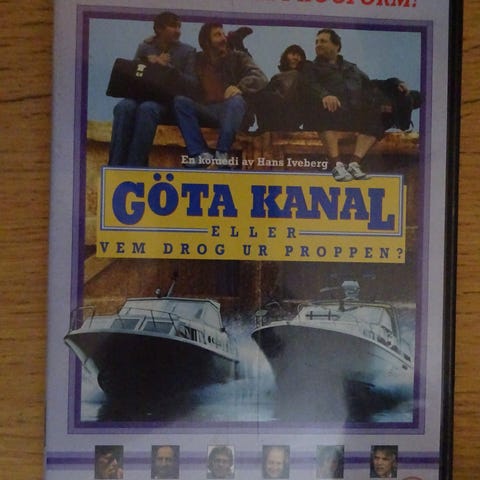 En komedi av Hans Iveberg
GÖTA KANAL
ELLER
VEM DROG UR PROPPEN?